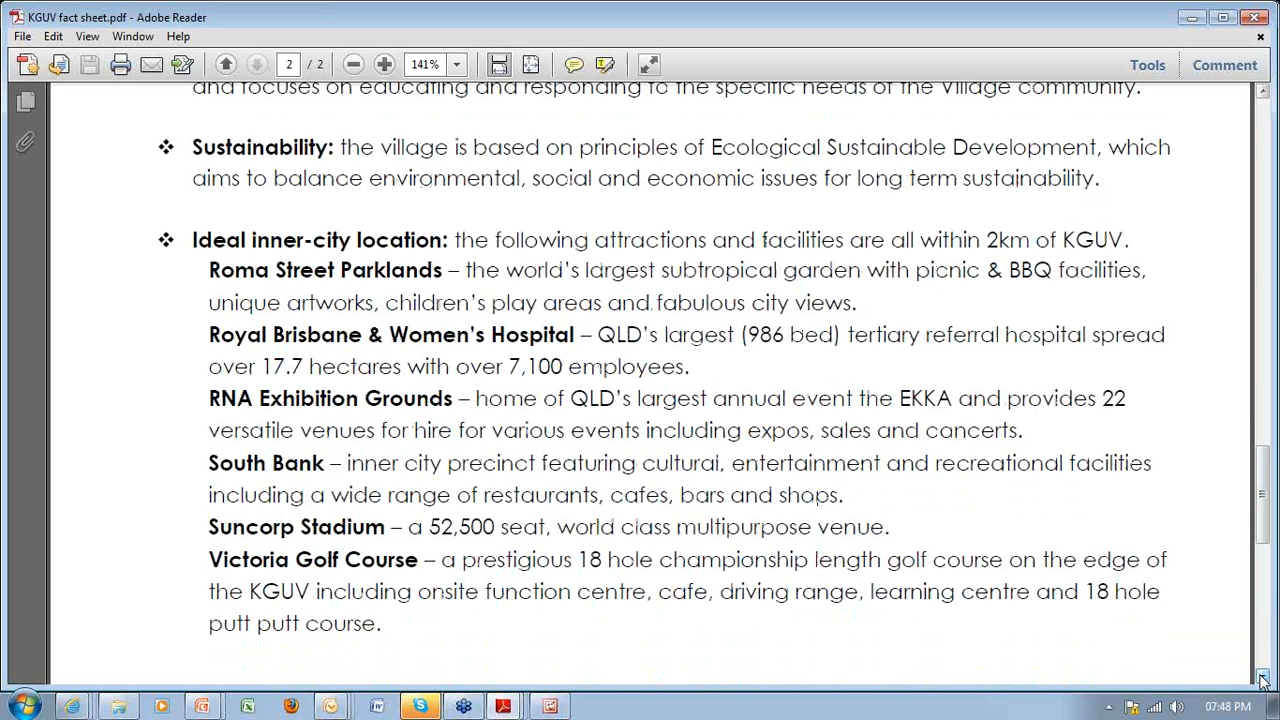 KGUV fact sheet.pdf - Adobe Reader
File Edit View Window Help
2 / 2 141% Tools Comment
and focuses on educating and responding to the specific needs of the Village community.
❖ Sustainability: the village is based on principles of Ecological Sustainable Development, which
aims to balance environmental, social and economic issues for long term sustainability.
❖ Ideal inner-city location: the following attractions and facilities are all within 2km of KGUV.
Roma Street Parklands – the world's largest subtropical garden with picnic & BBQ facilities,
unique artworks, children's play areas and fabulous city views.
Royal Brisbane & Women's Hospital – QLD's largest (986 bed) tertiary referral hospital spread
over 17.7 hectares with over 7,100 employees.
RNA Exhibition Grounds – home of QLD's largest annual event the EKKA and provides 22
versatile venues for hire for various events including expos, sales and cancerts.
South Bank – inner city precinct featuring cultural, entertainment and recreational facilities
including a wide range of restaurants, cafes, bars and shops.
Suncorp Stadium – a 52,500 seat, world class multipurpose venue.
Victoria Golf Course – a prestigious 18 hole championship length golf course on the edge of
the KGUV including onsite function centre, cafe, driving range, learning centre and 18 hole
putt putt course.
07:48 PM